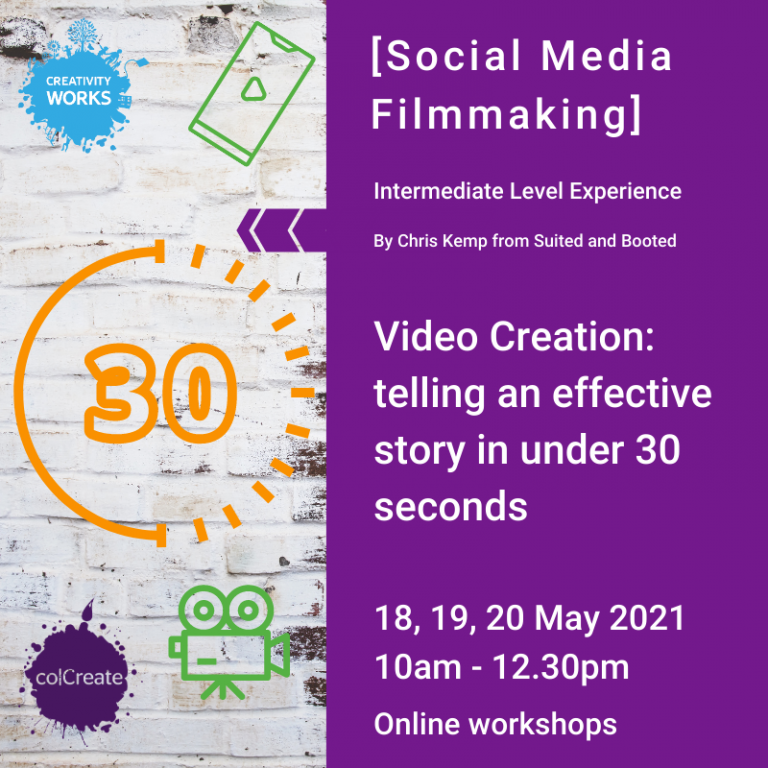 CREATIVITY
WORKS
30
co|Create
[Social Media
Filmmaking]
Intermediate Level Experience
By Chris Kemp from Suited and Booted
Video Creation:
telling an effective
story in under 30
seconds
18, 19, 20 May 2021
10am - 12.30pm
Online workshops